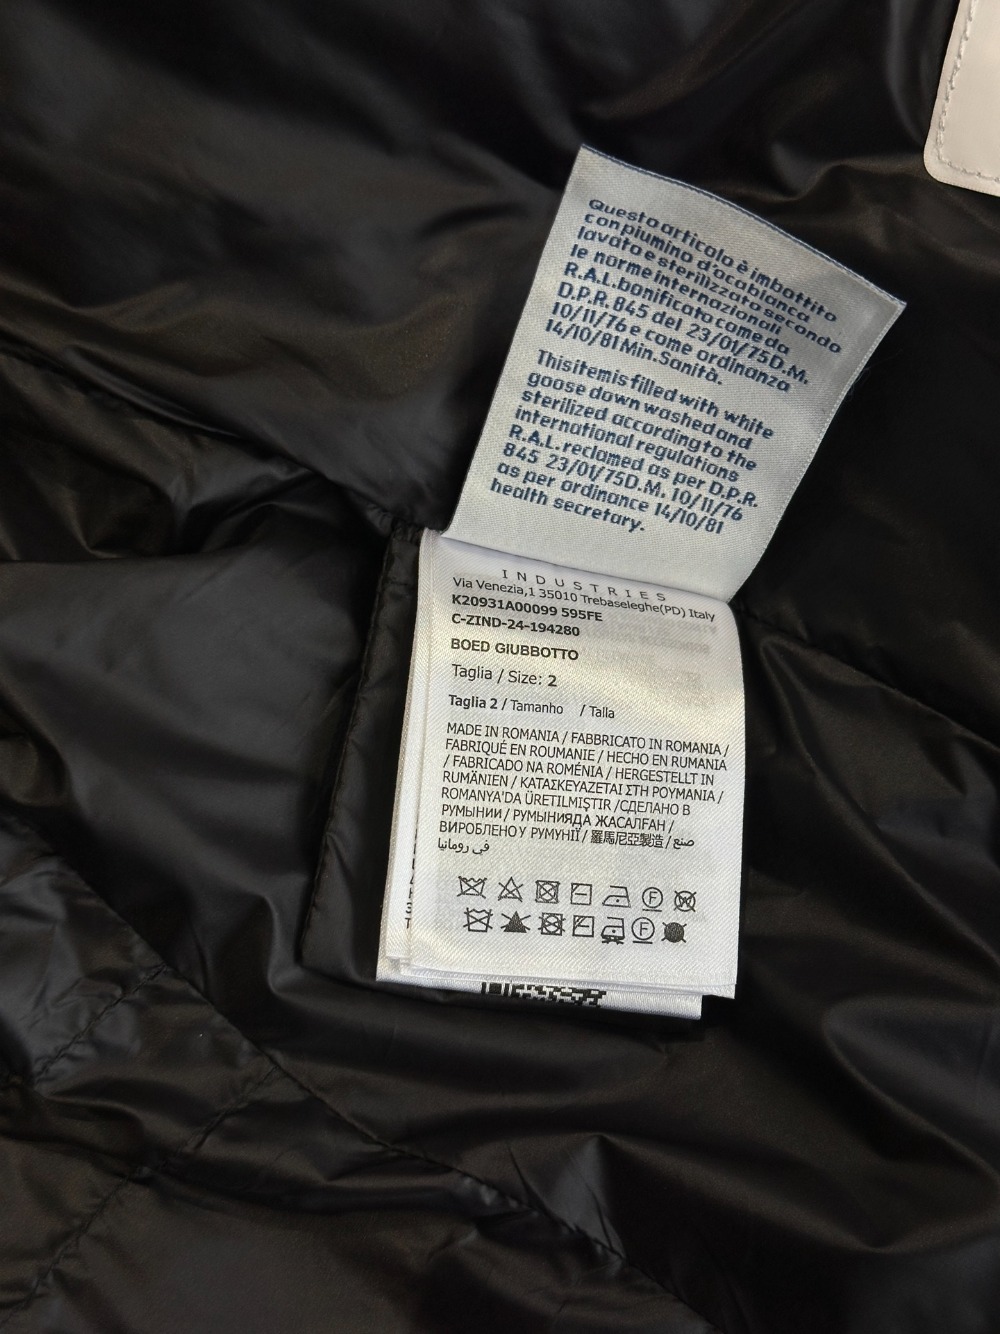 Questo articolo è imbottito
con piumino d'oca bianca
lavato e sterilizzato secondo
le norme internazionali
R.A.L. bonificato come da
D.P.R. 845 del 23/01/75 D.M.
10/11/76 e come ordinanza
14/10/81 Min. Sanità.
This item is filled with white
goose down washed and
sterilized according to the
international regulations
R.A.L. reclaimed as per D.P.R.
845 23/01/75 D.M. 10/11/76
as per ordinance 14/10/81
health secretary.
INDUSTRIES
Via Venezia,1 35010 Trebaseleghe(PD) Italy
K20931A00099 595FE
C-ZIND-24-194280
BOED GIUBBOTTO
Taglia / Size: 2
Taglia 2 / Tamanho / Talla
MADE IN ROMANIA / FABBRICATO IN ROMANIA /
FABRIQUÉ EN ROUMANIE / HECHO EN RUMANIA
/ FABRICADO NA ROMÉNIA / HERGESTELLT IN
RUMÄNIEN / ΚΑΤΑΣΚΕΥΑΖΕΤΑΙ ΣΤΗ ΡΟΥΜΑΝΙΑ /
ROMANYA'DA ÜRETILMIŞTIR /СДЕЛАНО В
РУМЫНИИ / РУМЫНИЯДА ЖАСАЛҒАН /
ВИРОБЛЕНО У РУМУНІЇ / 羅馬尼亞製造 / صنع
في رومانيا
F W
F